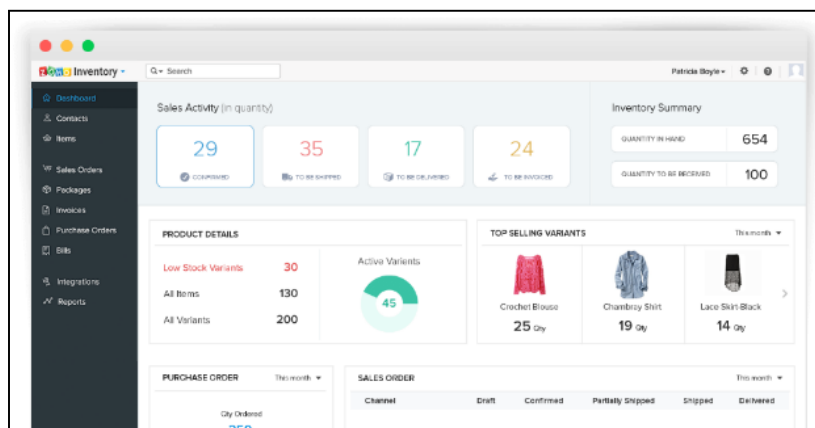 ZOHO Inventory
Search
Patricia Boyle
Dashboard
Contacts
Items
Sales Orders
Packages
Invoices
Purchase Orders
Bills
Integrations
Reports
Sales Activity (in quantity)
29
CONFIRMED
35
TO BE SHIPPED
17
TO BE DELIVERED
24
TO BE INVOICED
Inventory Summary
QUANTITY IN HAND 654
QUANTITY TO BE RECEIVED 100
PRODUCT DETAILS
Low Stock Variants 30
All Items 130
All Variants 200
Active Variants
45
TOP SELLING VARIANTS This month
Crochet Blouse
25 Qty
Chambray Shirt
19 Qty
Lace Skirt-Black
14 Qty
PURCHASE ORDER This month
Qty Ordered
SALES ORDER This month
Channel Draft Confirmed Partially Shipped Shipped Delivered